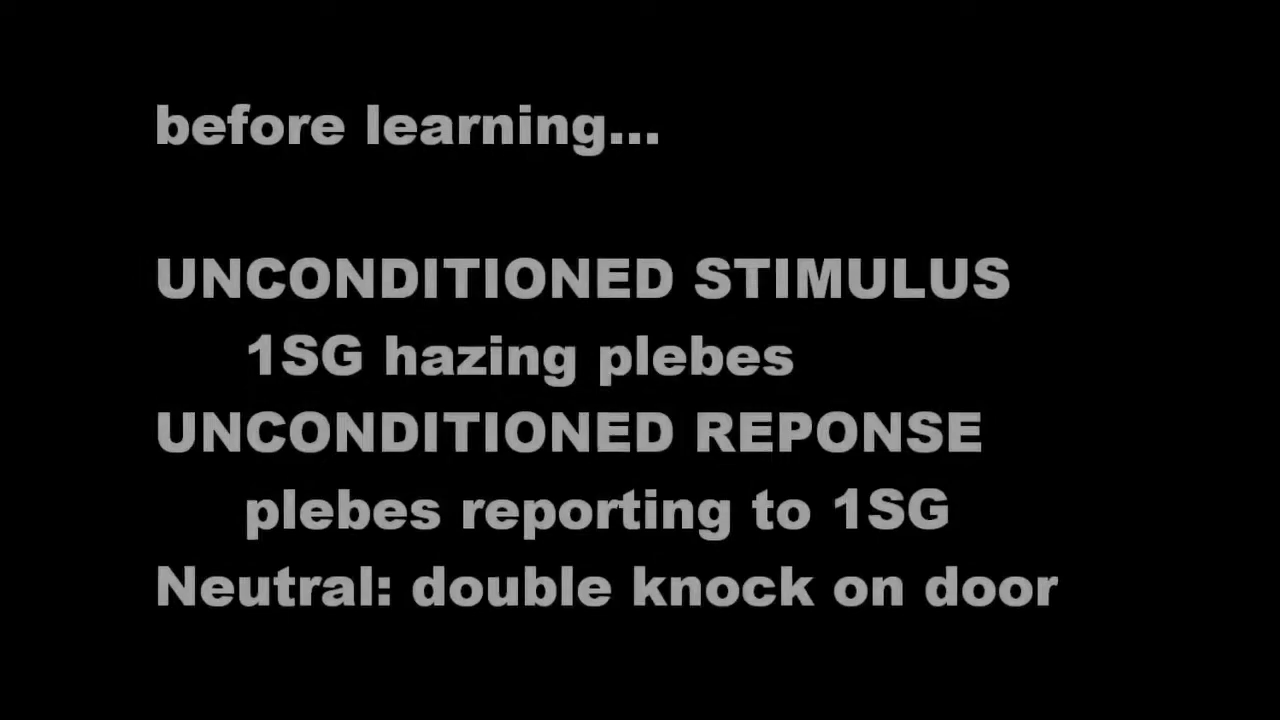 before learning...
UNCONDITIONED STIMULUS
1SG hazing plebes
UNCONDITIONED REPONSE
plebes reporting to 1SG
Neutral: double knock on door